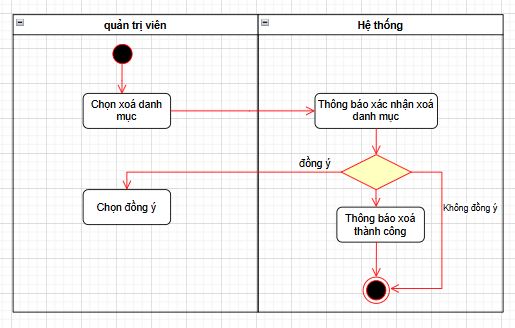 quản trị viên
Hệ thống
Chọn xoá danh
mục
Thông báo xác nhận xoá
danh mục
đồng ý
Chọn đồng ý
Không đồng ý
Thông báo xoá
thành công